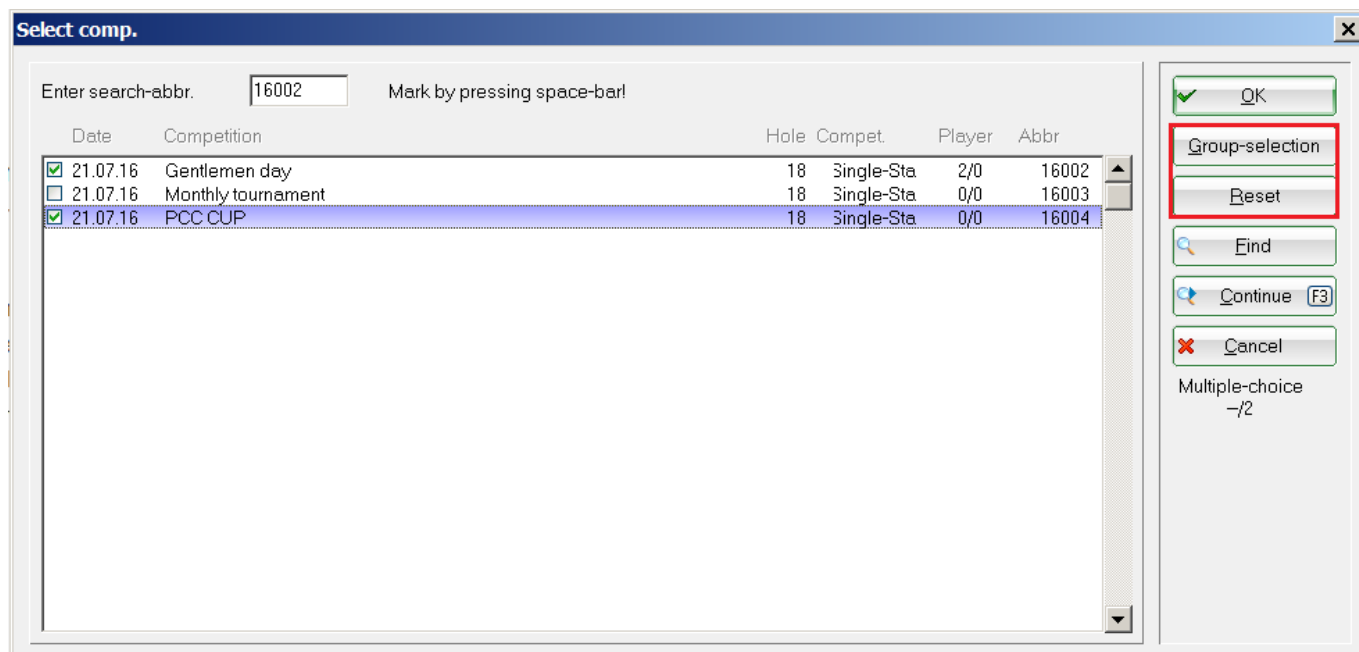 Select comp.
Enter search-abbr. 16002 Mark by pressing space-bar!
Date Competition Hole Compet. Player Abbr
21.07.16 Gentlemen day 18 Single-Sta 2/0 16002
21.07.16 Monthly tournament 18 Single-Sta 0/0 16003
21.07.16 PCC CUP 18 Single-Sta 0/0 16004
OK
Group-selection
Reset
Find
Continue F3
Cancel
Multiple-choice
--/2